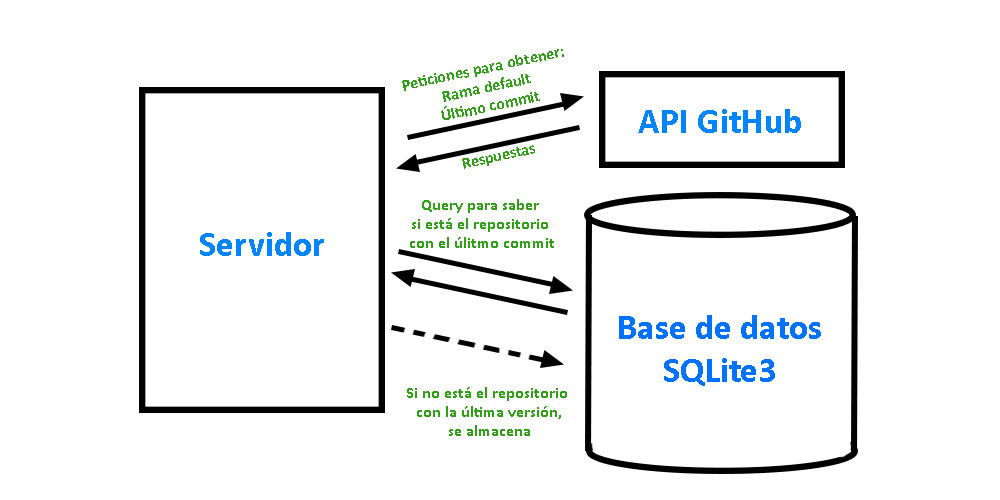 Peticiones para obtener:
Rama default
Último commit
API GitHub
Respuestas
Query para saber
si está el repositorio
con el úlitmo commit
Servidor
Base de datos
SQLite3
Si no está el repositorio
con la última versión,
se almacena